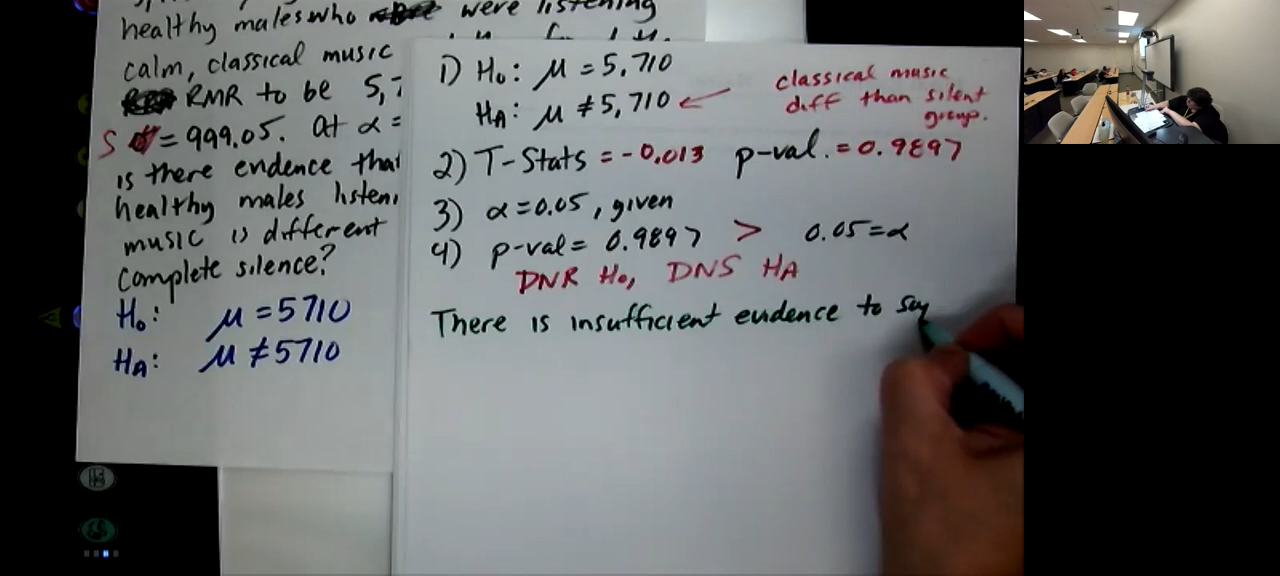 healthy males who were listening
calm, classical music
RMR to be 5,7
S = 999.05. at α =
is there evidence that
healthy males listeni
music is different
complete silence?
H₀: μ = 5710
HA: μ ≠ 5710
1) H₀: μ = 5,710
HA: μ ≠ 5,710
classical music
diff than silent
group.
2) T-Stats = -0.013 p-val. = 0.9897
3) α = 0.05, given
4) p-val = 0.9897 > 0.05 = α
DNR H₀, DNS HA
There is insufficient evidence to say